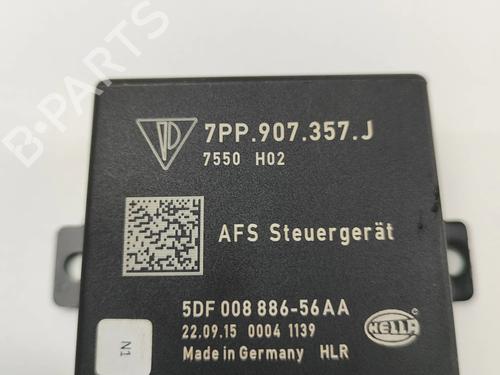 B-PARTS
7PP.907.357.J
7550 H02
AFS Steuergerät
5DF 008 886-56AA
22.09.15 0004 1139
Made in Germany HLR
HELLA
N1